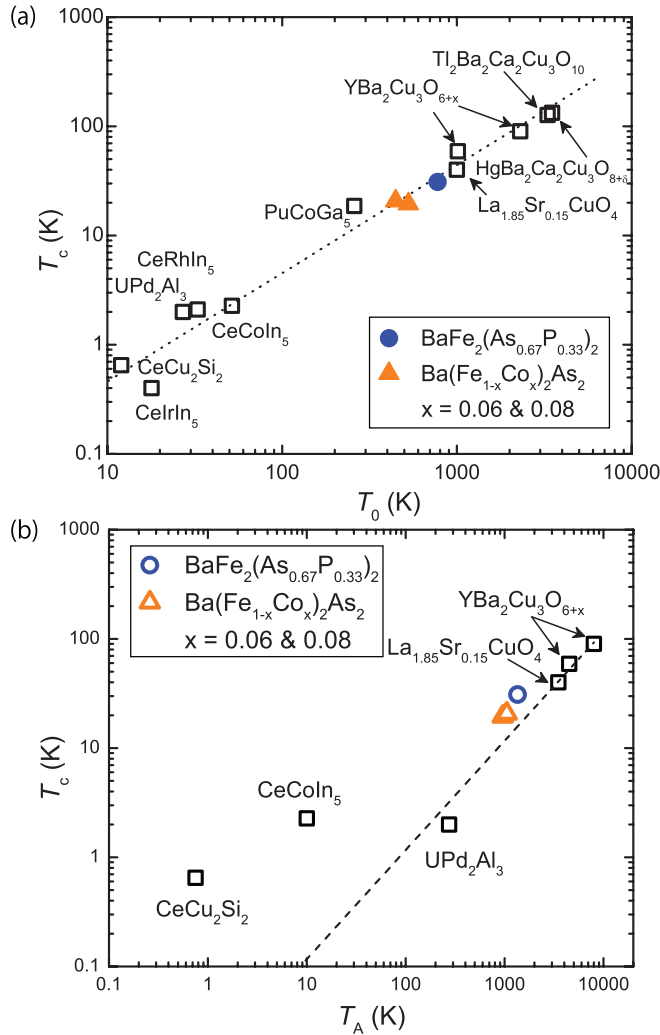 (a)
1000
100
10
1
0.1
T_c (K)
Tl₂Ba₂Ca₂Cu₃O₁₀
YBa₂Cu₃O₆₊ₓ
HgBa₂Ca₂Cu₃O₈₊δ
La₁.₈₅Sr₀.₁₅CuO₄
PuCoGa₅
CeRhIn₅
UPd₂Al₃
CeCoIn₅
CeCu₂Si₂
CeIrIn₅
BaFe₂(As₀.₆₇P₀.₃₃)₂
Ba(Fe₁₋ₓCoₓ)₂As₂
x = 0.06 & 0.08
10 100 1000 10000
T₀ (K)
(b)
1000
100
10
1
0.1
T_c (K)
BaFe₂(As₀.₆₇P₀.₃₃)₂
Ba(Fe₁₋ₓCoₓ)₂As₂
x = 0.06 & 0.08
YBa₂Cu₃O₆₊ₓ
La₁.₈₅Sr₀.₁₅CuO₄
CeCoIn₅
UPd₂Al₃
CeCu₂Si₂
0.1 1 10 100 1000 10000
T_A (K)